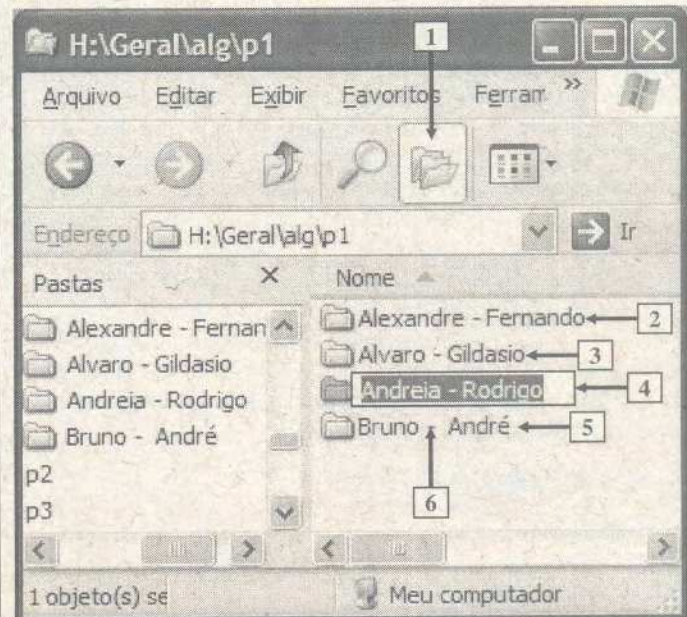 H:\Geral\alg\p1
1
Arquivo Editar Exibir Favoritos Ferram »
Endereço H:\Geral\alg\p1 Ir
Pastas X Nome
Alexandre - Fernan
Alvaro - Gildasio
Andreia - Rodrigo
Bruno - André
p2
p3
Alexandre - Fernando 2
Alvaro - Gildasio 3
Andreia - Rodrigo 4
Bruno - André 5
6
1 objeto(s) se Meu computador